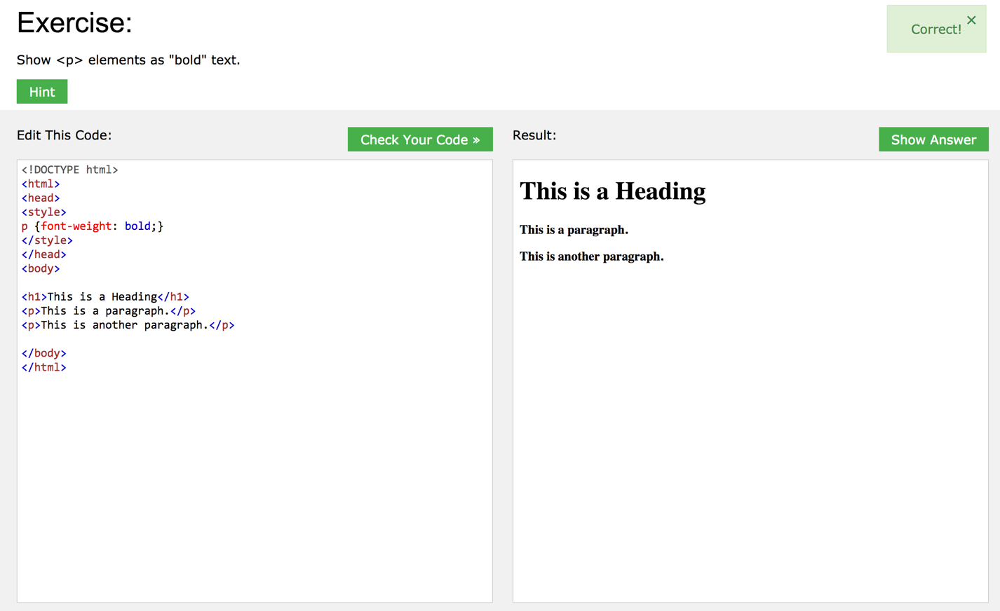 Exercise:
Correct! ×
Show <p> elements as "bold" text.
Hint
Edit This Code:
Check Your Code »
<!DOCTYPE html>
<html>
<head>
<style>
p {font-weight: bold;}
</style>
</head>
<body>
<h1>This is a Heading</h1>
<p>This is a paragraph.</p>
<p>This is another paragraph.</p>
</body>
</html>
Result:
Show Answer
This is a Heading
This is a paragraph.
This is another paragraph.